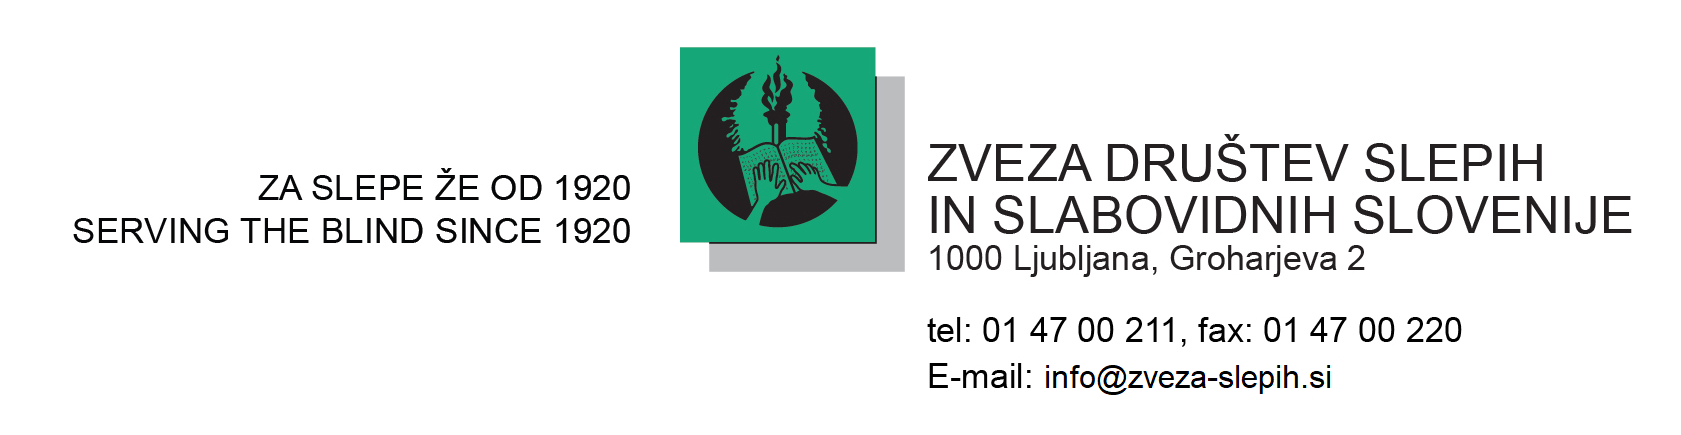 ZA SLEPE ŽE OD 1920
SERVING THE BLIND SINCE 1920
ZVEZA DRUŠTEV SLEPIH
IN SLABOVIDNIH SLOVENIJE
1000 Ljubljana, Groharjeva 2
tel: 01 47 00 211, fax: 01 47 00 220
E-mail: info@zveza-slepih.si